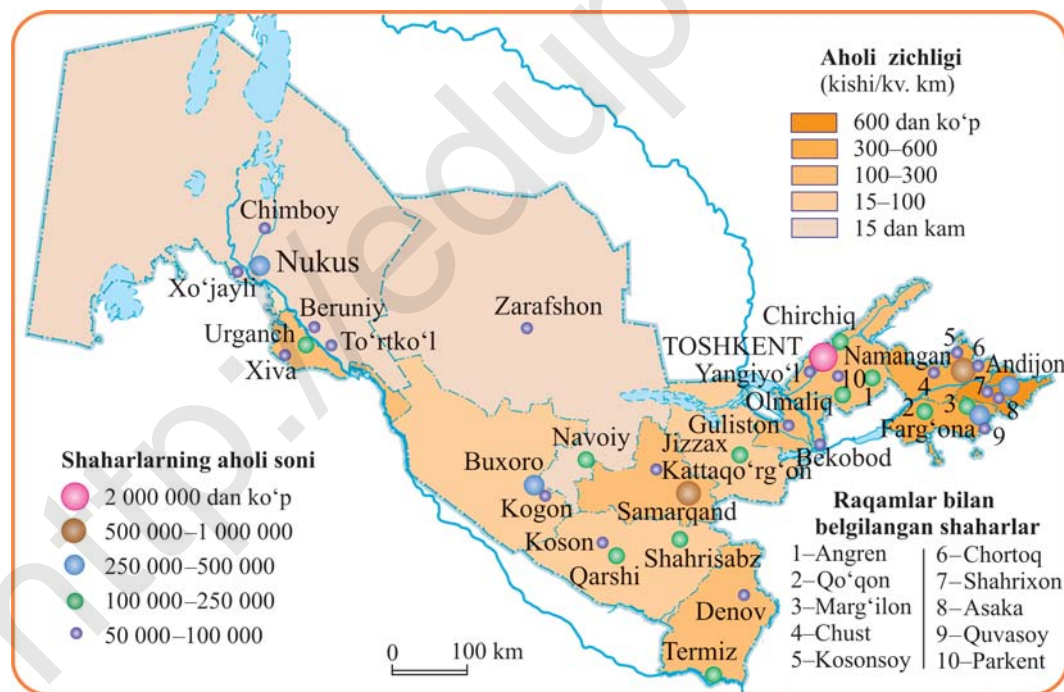 Aholi zichligi
(kishi/kv. km)
600 dan ko‘p
300–600
100–300
15–100
15 dan kam
Chimboy
Nukus
Xo‘jayli
Beruniy
Urganch
To‘rtko‘l
Xiva
Zarafshon
Chirchiq
TOSHKENT
Namangan
5
6
Andijon
Yangiyo‘l
10
1
4
7
8
Olmaliq
2
3
Farg‘ona
9
Guliston
Navoiy
Jizzax
Bekobod
Buxoro
Kattaqo‘rg‘on
Kogon
Samarqand
Koson
Shahrisabz
Qarshi
Denov
Termiz
Shaharlarning aholi soni
2 000 000 dan ko‘p
500 000–1 000 000
250 000–500 000
100 000–250 000
50 000–100 000
0 100 km
Raqamlar bilan
belgilangan shaharlar
1–Angren
2–Qo‘qon
3–Marg‘ilon
4–Chust
5–Kosonsoy
6–Chortoq
7–Shahrixon
8–Asaka
9–Quvasoy
10–Parkent
http://edup